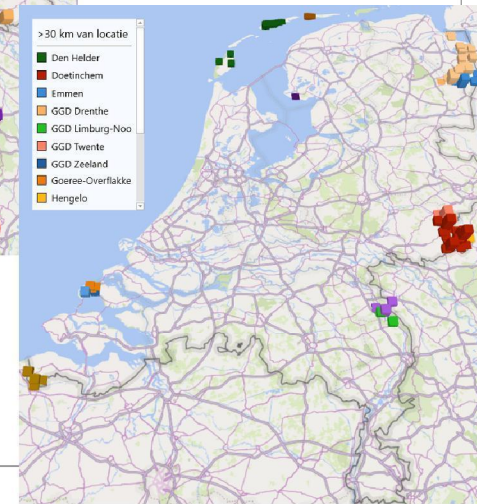 >30 km van locatie
Den Helder
Doetinchem
Emmen
GGD Drenthe
GGD Limburg-Noo
GGD Twente
GGD Zeeland
Goeree-Overflakke
Hengelo